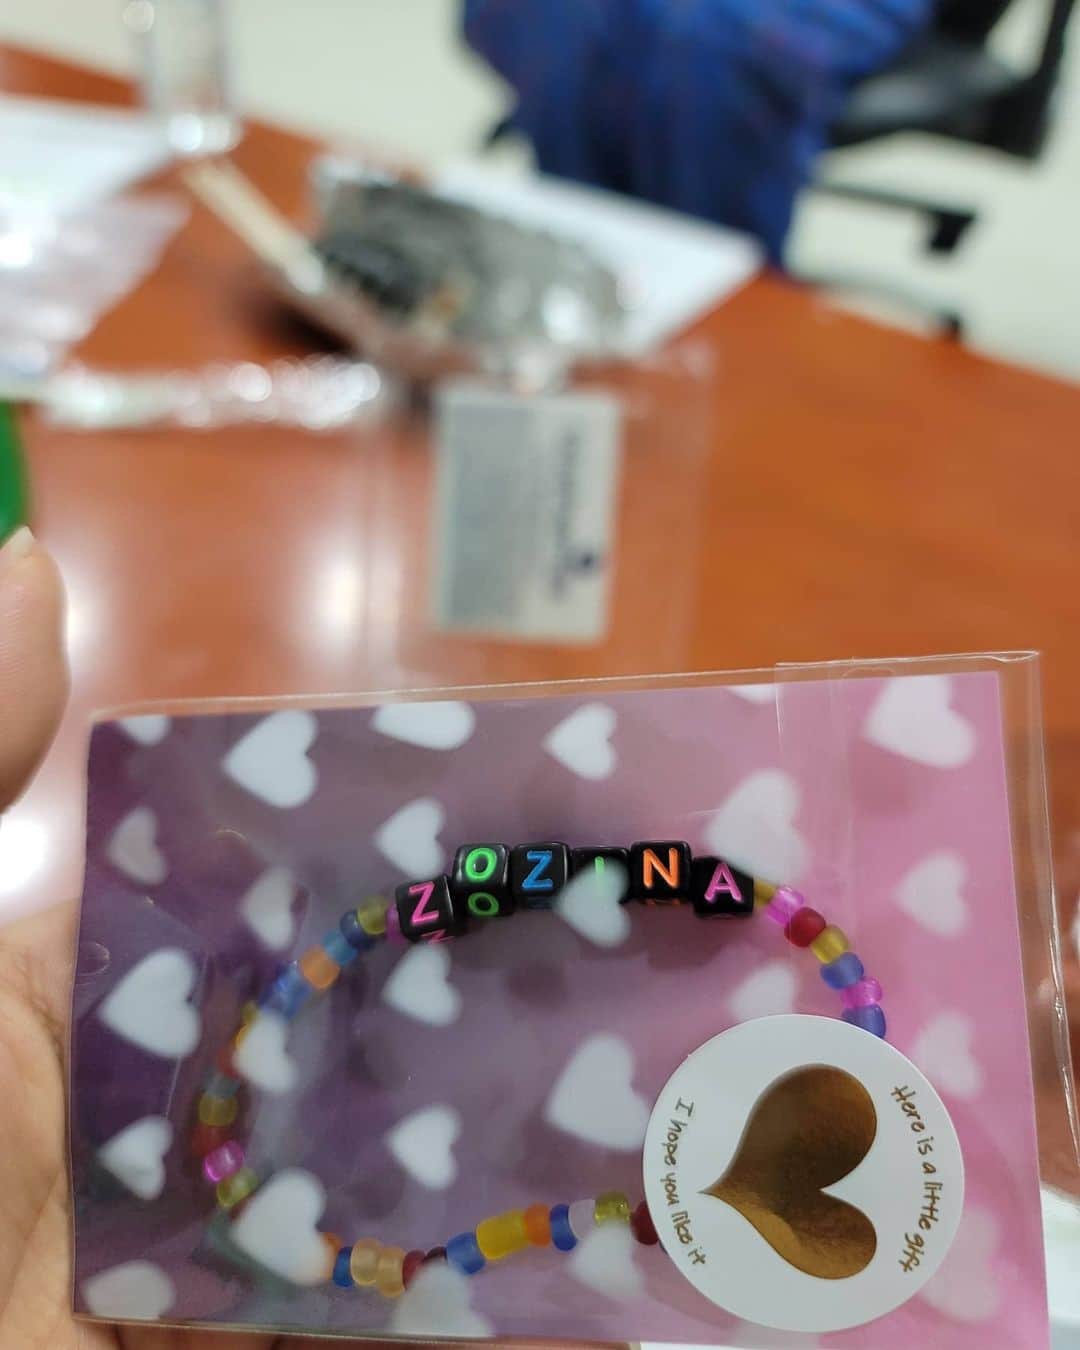 ZOZINA
Here is a little gift
I hope you like it